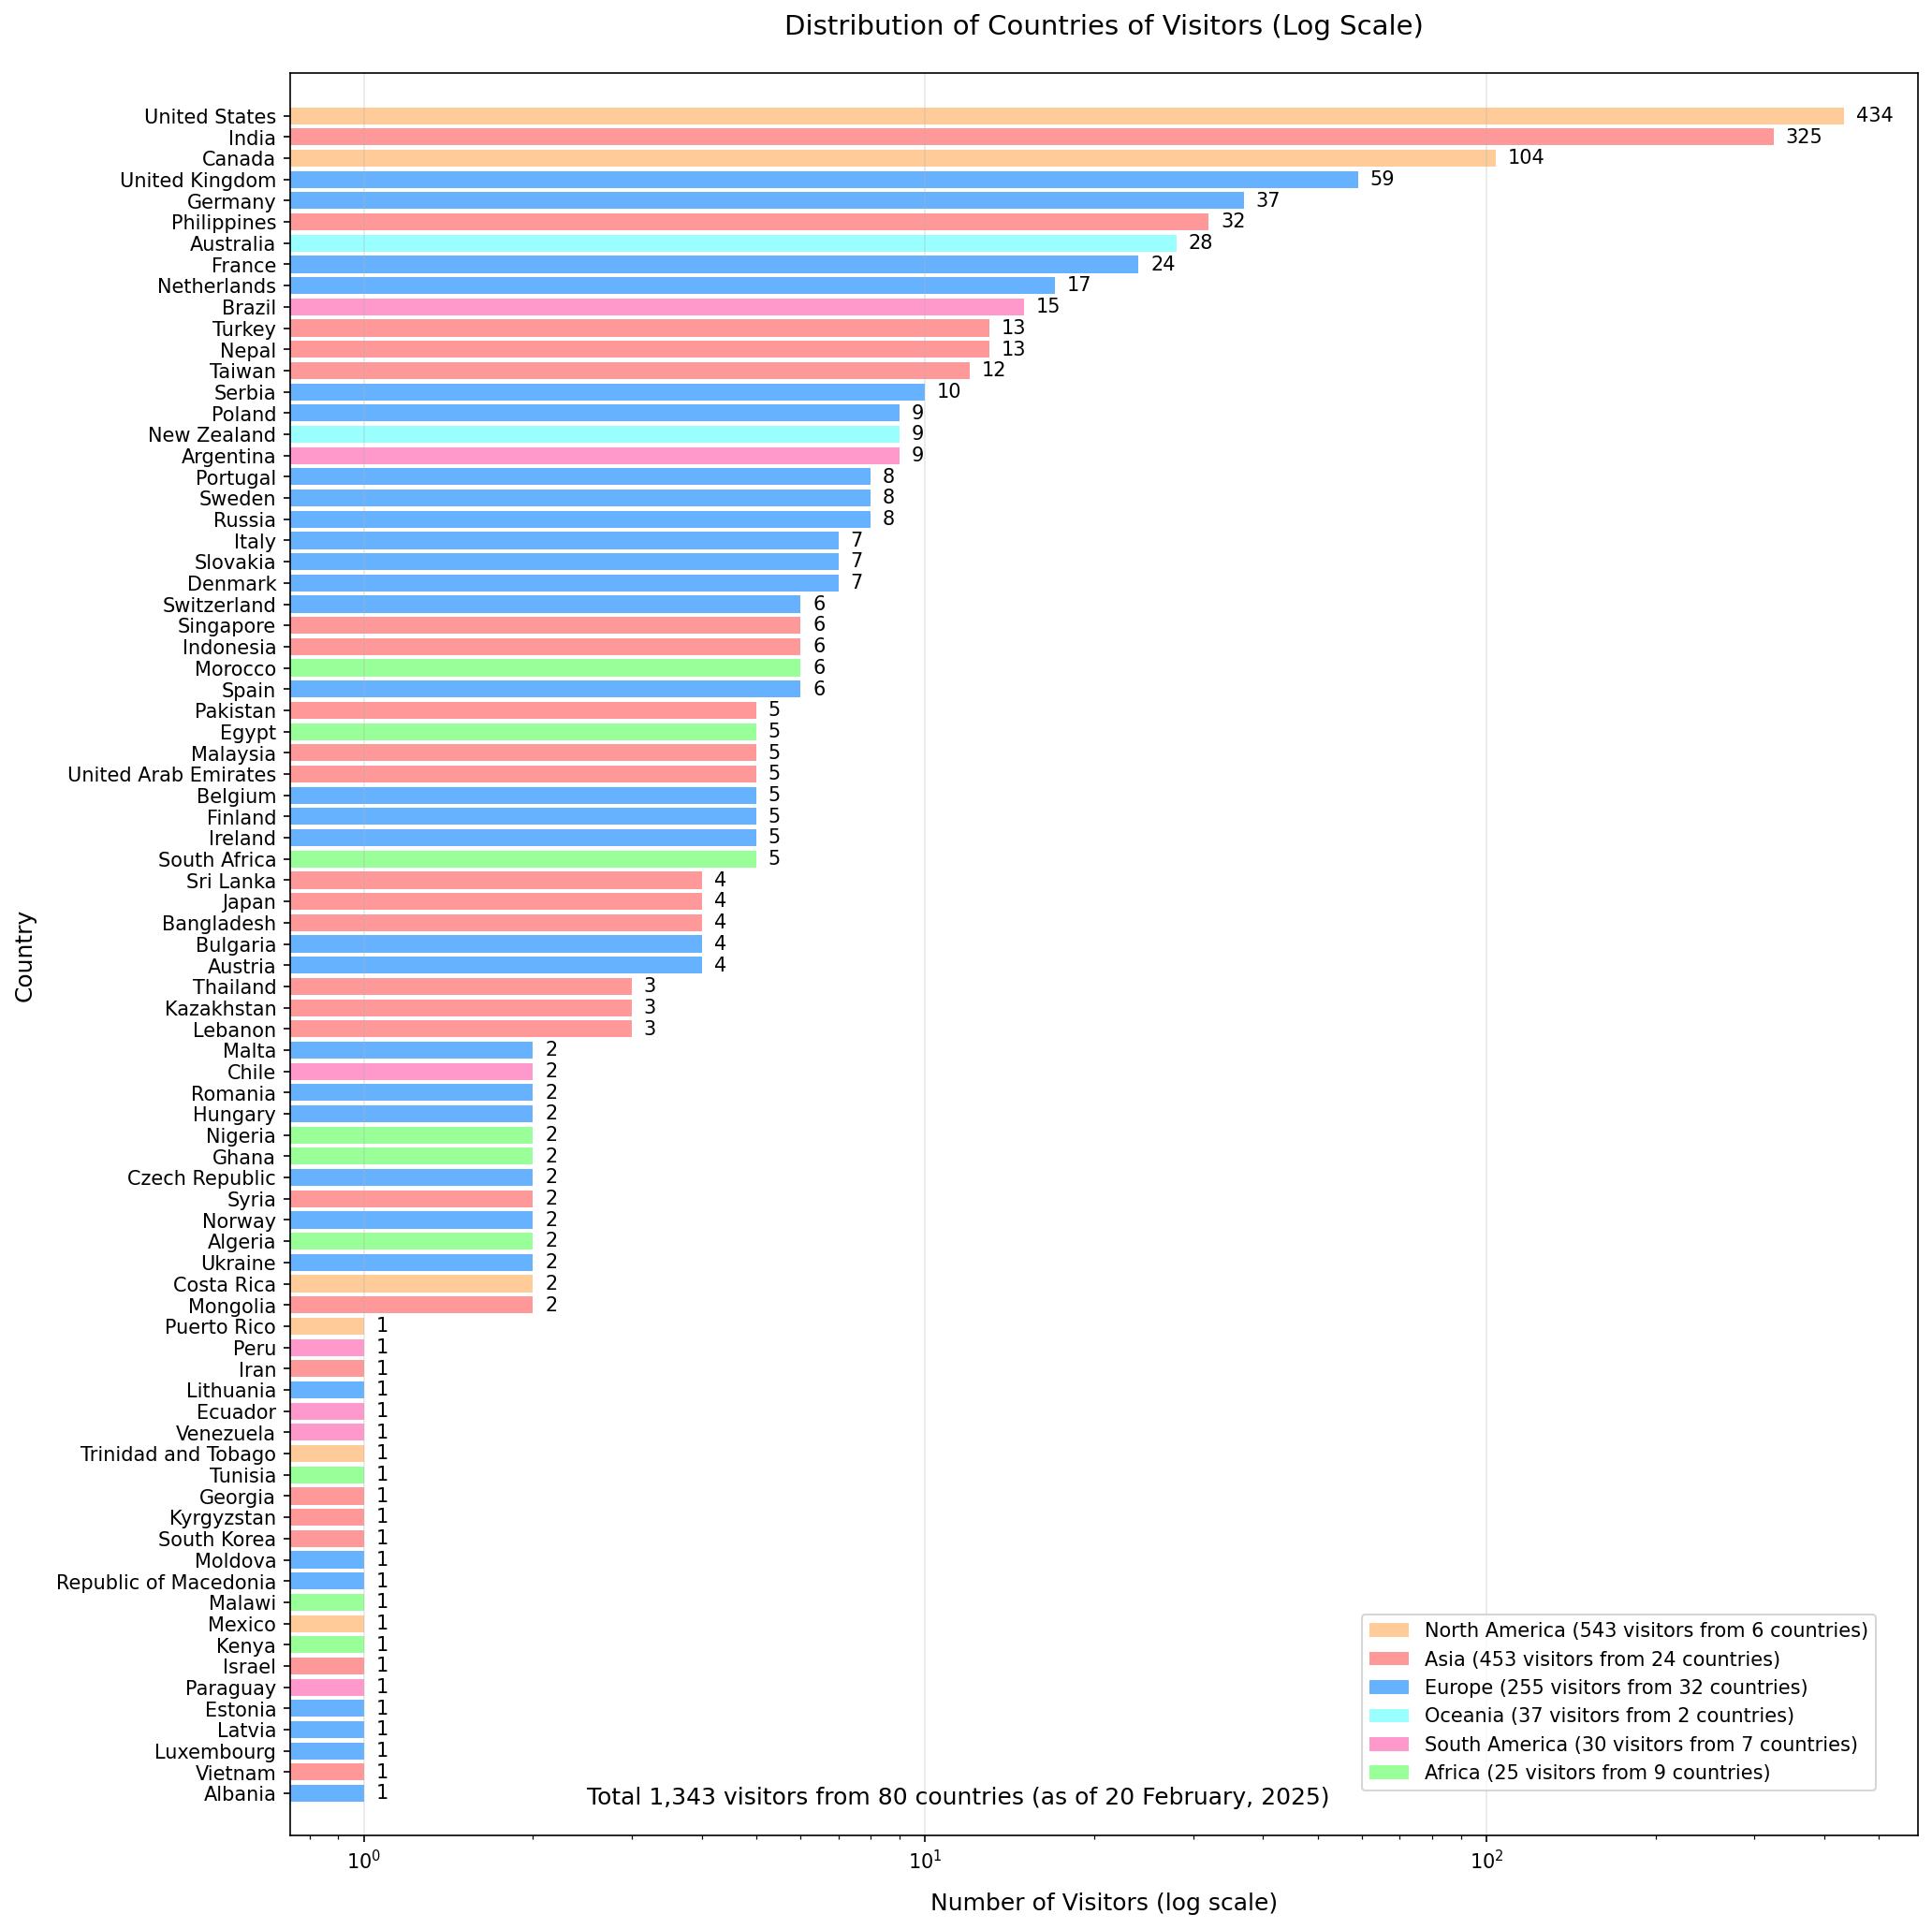 Distribution of Countries of Visitors (Log Scale)
Country
United States 434
India 325
Canada 104
United Kingdom 59
Germany 37
Philippines 32
Australia 28
France 24
Netherlands 17
Brazil 15
Turkey 13
Nepal 13
Taiwan 12
Serbia 10
Poland 9
New Zealand 9
Argentina 9
Portugal 8
Sweden 8
Russia 8
Italy 7
Slovakia 7
Denmark 7
Switzerland 6
Singapore 6
Indonesia 6
Morocco 6
Spain 6
Pakistan 5
Egypt 5
Malaysia 5
United Arab Emirates 5
Belgium 5
Finland 5
Ireland 5
South Africa 5
Sri Lanka 4
Japan 4
Bangladesh 4
Bulgaria 4
Austria 4
Thailand 3
Kazakhstan 3
Lebanon 3
Malta 2
Chile 2
Romania 2
Hungary 2
Nigeria 2
Ghana 2
Czech Republic 2
Syria 2
Norway 2
Algeria 2
Ukraine 2
Costa Rica 2
Mongolia 2
Puerto Rico 1
Peru 1
Iran 1
Lithuania 1
Ecuador 1
Venezuela 1
Trinidad and Tobago 1
Tunisia 1
Georgia 1
Kyrgyzstan 1
South Korea 1
Moldova 1
Republic of Macedonia 1
Malawi 1
Mexico 1
Kenya 1
Israel 1
Paraguay 1
Estonia 1
Latvia 1
Luxembourg 1
Vietnam 1
Albania 1
North America (543 visitors from 6 countries)
Asia (453 visitors from 24 countries)
Europe (255 visitors from 32 countries)
Oceania (37 visitors from 2 countries)
South America (30 visitors from 7 countries)
Africa (25 visitors from 9 countries)
Total 1,343 visitors from 80 countries (as of 20 February, 2025)
10⁰ 10¹ 10²
Number of Visitors (log scale)